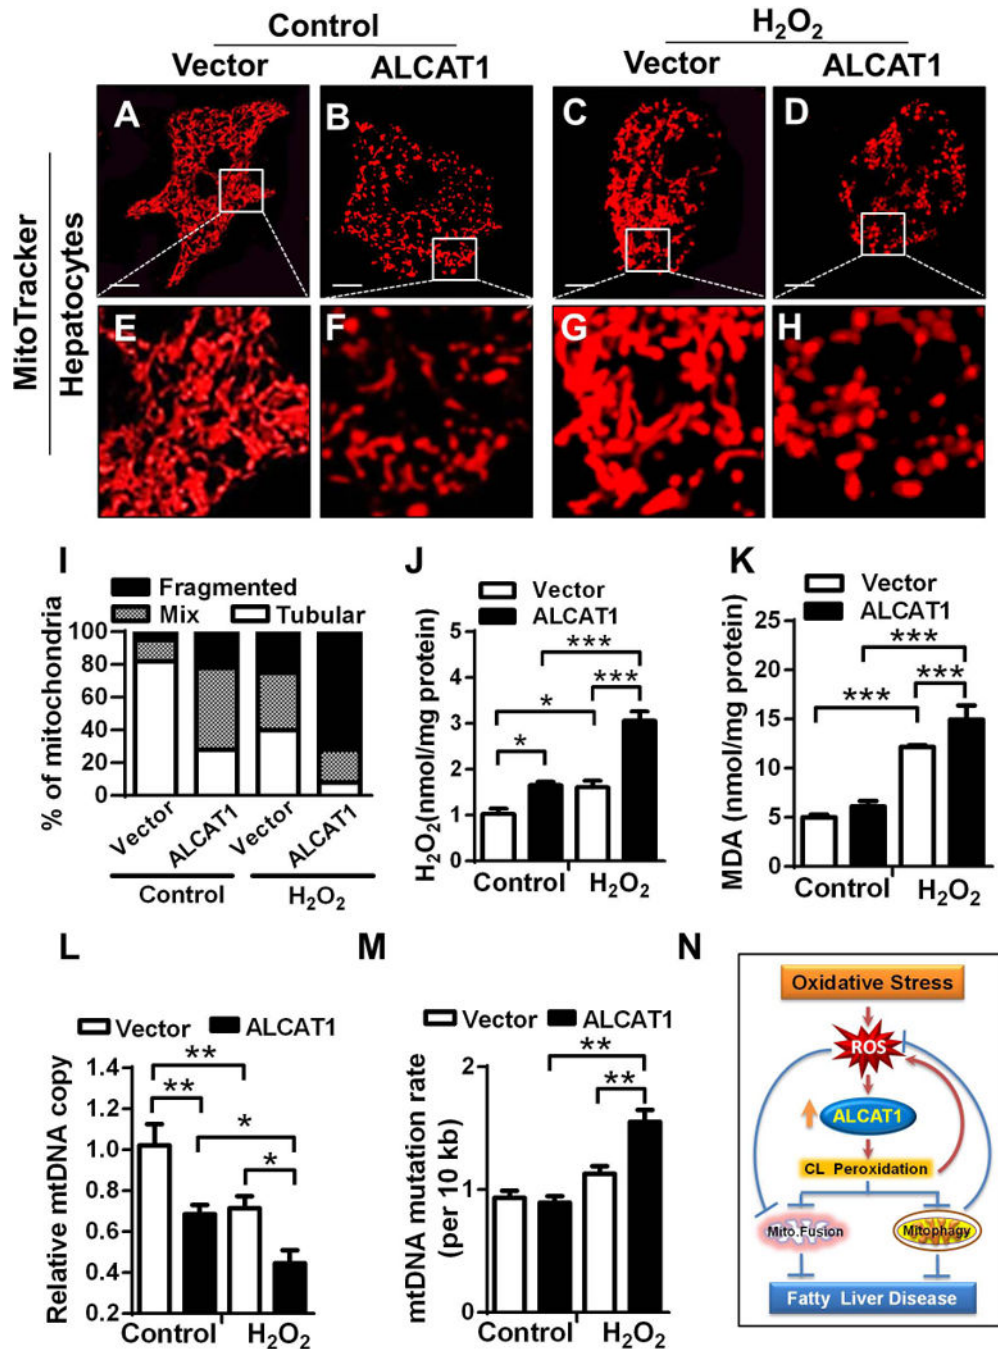 Control
H₂O₂
Vector
ALCAT1
Vector
ALCAT1
MitoTracker
Hepatocytes
A
B
C
D
E
F
G
H
I
Fragmented
Mix
Tubular
% of mitochondria
100
80
60
40
20
0
Vector
ALCAT1
Vector
ALCAT1
Control
H₂O₂
J
Vector
ALCAT1
H₂O₂(nmol/mg protein)
5
4
3
2
1
0
***
*
***
*
Control
H₂O₂
K
Vector
ALCAT1
MDA (nmol/mg protein)
25
20
15
10
5
0
***
***
***
Control
H₂O₂
L
Vector
ALCAT1
Relative mtDNA copy
1.4
1.2
1.0
0.8
0.6
0.4
0.2
**
**
*
*
Control
H₂O₂
M
Vector
ALCAT1
mtDNA mutation rate
(per 10 kb)
2
1
0
**
**
Control
H₂O₂
N
Oxidative Stress
ROS
ALCAT1
CL Peroxidation
Mito.Fusion
Mitophagy
Fatty Liver Disease